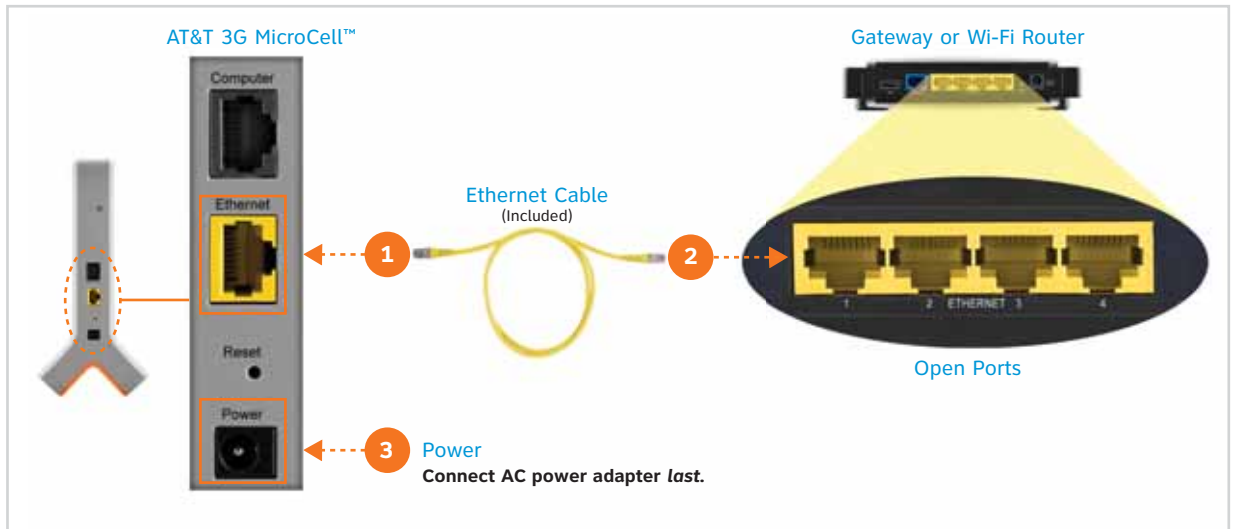 AT&T 3G MicroCell™
Gateway or Wi-Fi Router
Computer
Ethernet
Ethernet Cable
(Included)
1
2
1 2 ETHERNET 3 4
Reset
Open Ports
Power
3
Power
Connect AC power adapter last.